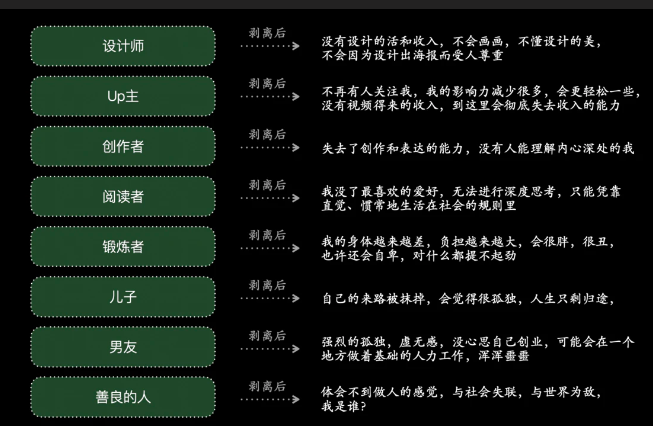 设计师
剥离后
没有设计的活和收入，不会画画，不懂设计的美，
不会因为设计出海报而受人尊重
Up主
剥离后
不再有人关注我，我的影响力减少很多，会更轻松一些，
没有视频得来的收入，到这里会彻底失去收入的能力
创作者
剥离后
失去了创作和表达的能力，没有人能理解内心深处的我
阅读者
剥离后
我没了最喜欢的爱好，无法进行深度思考，只能凭靠
直觉、惯常地生活在社会的规则里
锻炼者
剥离后
我的身体越来越差，负担越来越大，会很胖，很丑，
也许还会自卑，对什么都提不起劲
儿子
剥离后
自己的来路被抹掉，会觉得很孤独，人生只剩归途，
男友
剥离后
强烈的孤独，虚无感，没心思自己创业，可能会在一个
地方做着基础的人力工作，浑浑噩噩
善良的人
剥离后
体会不到做人的感觉，与社会失联，与世界为敌，
我是谁?